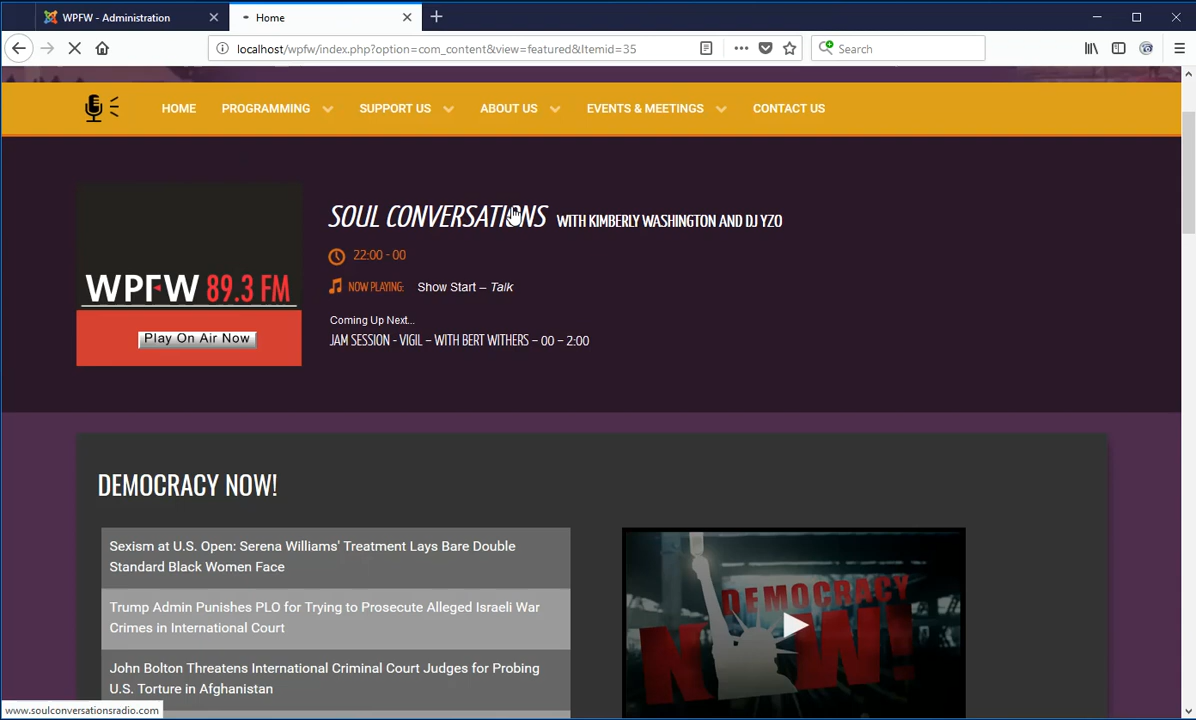 WPFW - Administration
Home
localhost/wpfw/index.php?option=com_content&view=featured&Itemid=35
Search
HOME
PROGRAMMING
SUPPORT US
ABOUT US
EVENTS & MEETINGS
CONTACT US
SOUL CONVERSATIONS WITH KIMBERLY WASHINGTON AND DJ YZO
22:00 - 00
WPFW 89.3 FM
NOW PLAYING: Show Start – Talk
Coming Up Next...
Play On Air Now
JAM SESSION - VIGIL – WITH BERT WITHERS – 00 – 2:00
DEMOCRACY NOW!
Sexism at U.S. Open: Serena Williams' Treatment Lays Bare Double
Standard Black Women Face
Trump Admin Punishes PLO for Trying to Prosecute Alleged Israeli War
Crimes in International Court
John Bolton Threatens International Criminal Court Judges for Probing
U.S. Torture in Afghanistan
DEMOCRACY
NOW!
www.soulconversationsradio.com